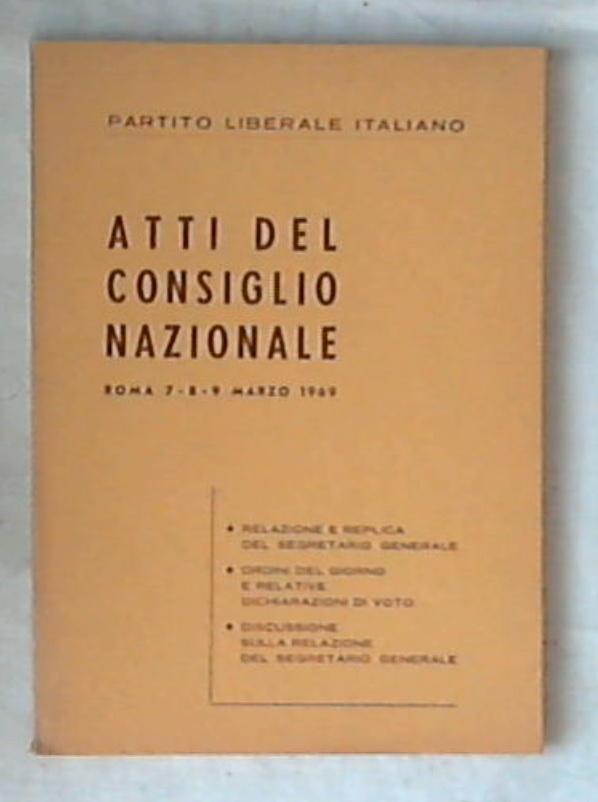 PARTITO LIBERALE ITALIANO
ATTI DEL
CONSIGLIO
NAZIONALE
ROMA 7-8-9 MARZO 1969
• RELAZIONE E REPLICA
DEL SEGRETARIO GENERALE
• ORDINI DEL GIORNO
E RELATIVE
DICHIARAZIONI DI VOTO
• DISCUSSIONE
SULLA RELAZIONE
DEL SEGRETARIO GENERALE